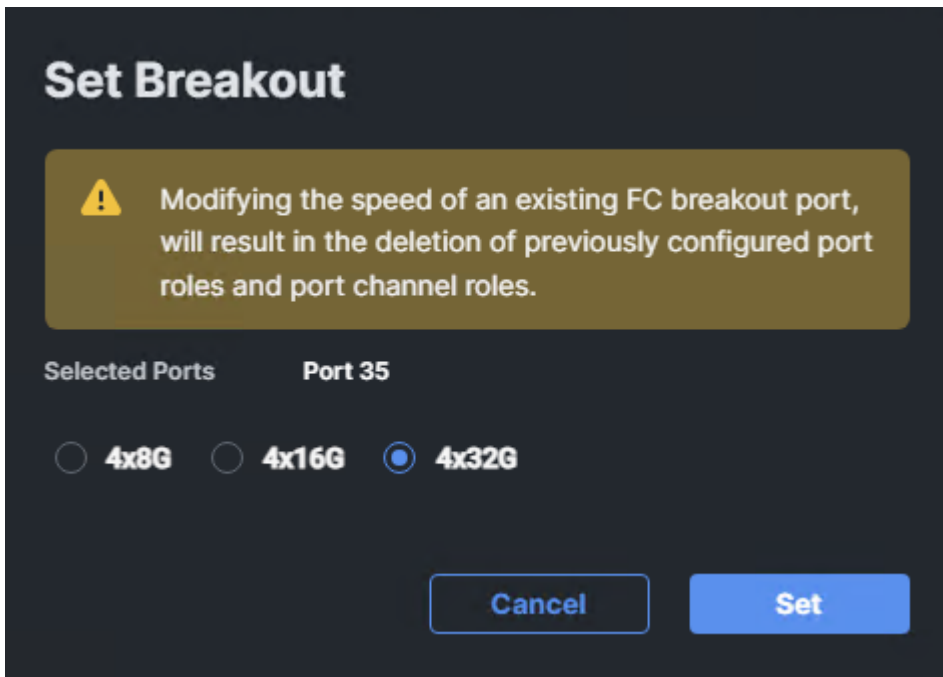 Set Breakout
Modifying the speed of an existing FC breakout port,
will result in the deletion of previously configured port
roles and port channel roles.
Selected Ports Port 35
4x8G 4x16G 4x32G
Cancel Set